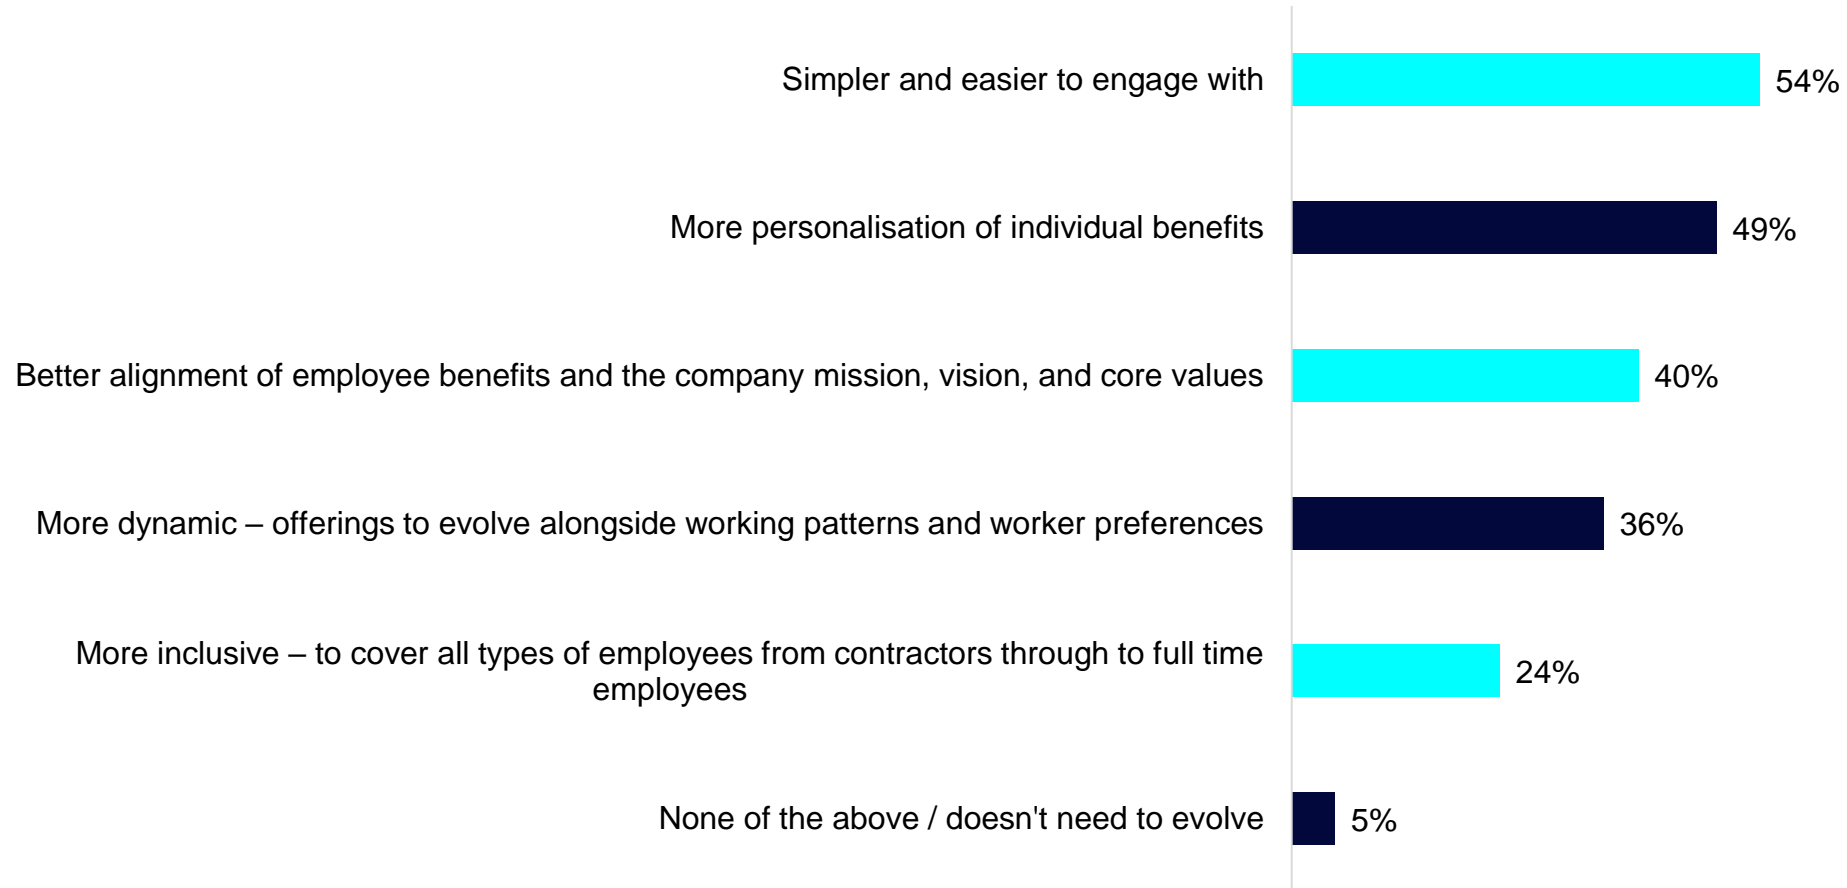 Simpler and easier to engage with 54%
More personalisation of individual benefits 49%
Better alignment of employee benefits and the company mission, vision, and core values 40%
More dynamic – offerings to evolve alongside working patterns and worker preferences 36%
More inclusive – to cover all types of employees from contractors through to full time
employees 24%
None of the above / doesn't need to evolve 5%